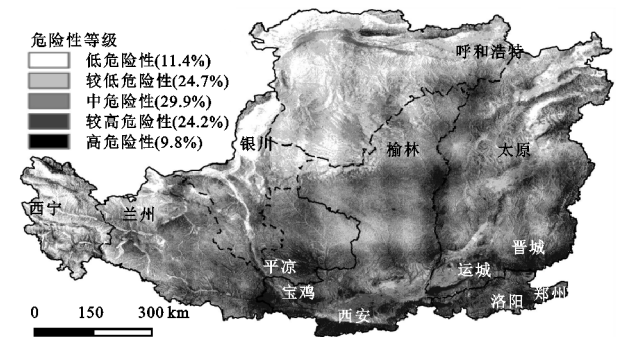 危险性等级
低危险性(11.4%)
较低危险性(24.7%)
中危险性(29.9%)
较高危险性(24.2%)
高危险性(9.8%)
呼和浩特
银川
榆林
太原
西宁
兰州
晋城
平凉
运城
宝鸡
洛阳
郑州
西安
0 150 300 km